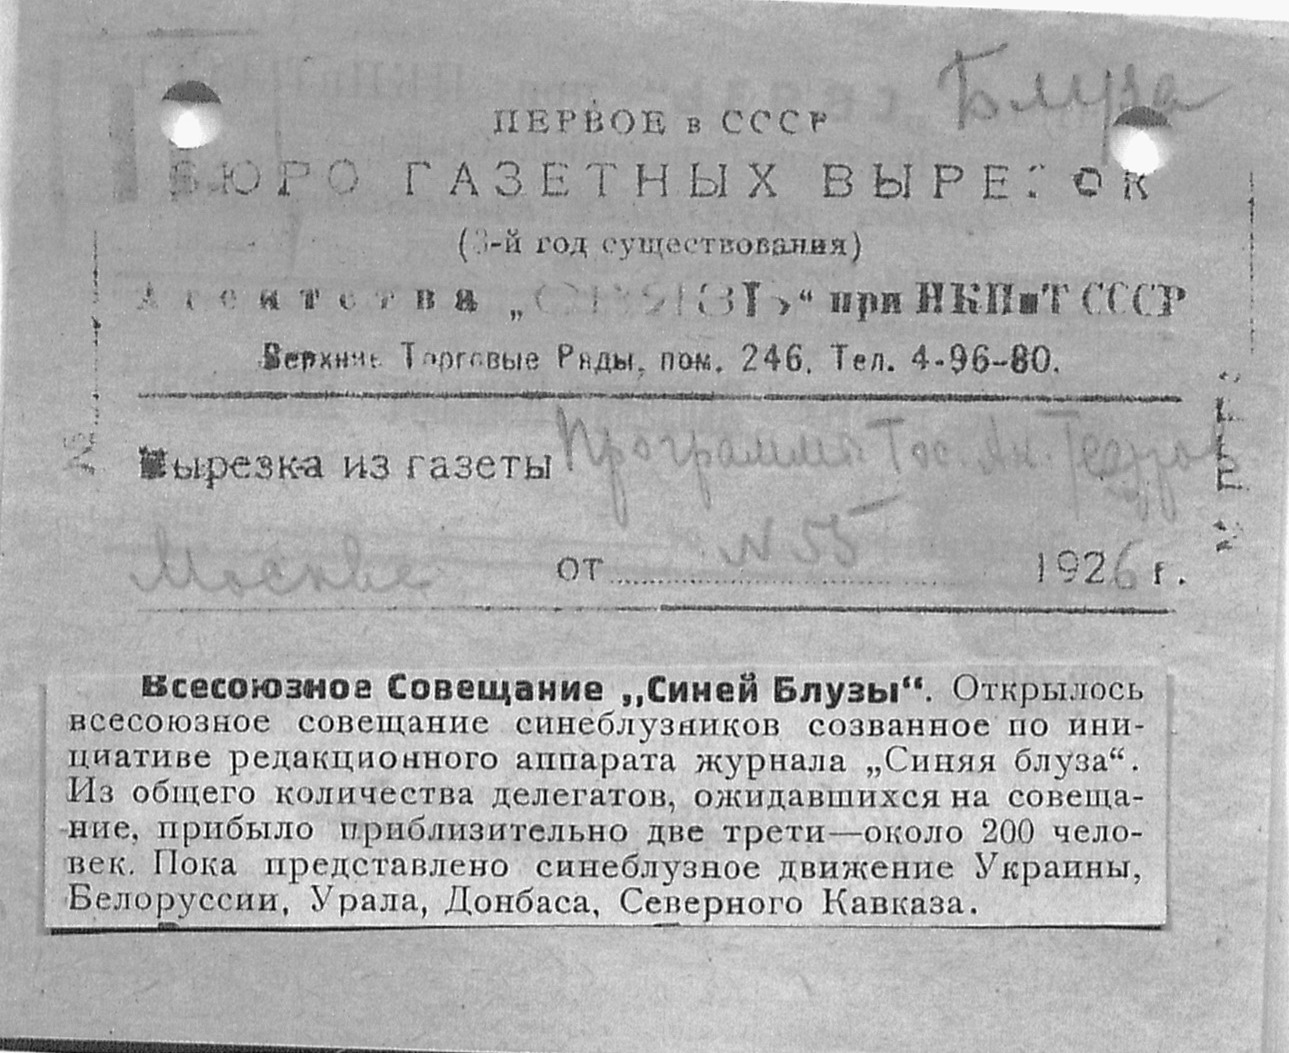 Блуза
ПЕРВОЕ в СССР
БЮРО ГАЗЕТНЫХ ВЫРЕЗОК
(3-й год существования)
Агентства „СВЯЗЬ“ при НКПиТ СССР
Верхние Торговые Ряды, пом. 246. Тел. 4-96-80.
Вырезка из газеты Программа Гос Ак. Театров
Москва от N 55 1926 г.
Всесоюзное Совещание „Синей Блузы“. Открылось
всесоюзное совещание синеблузников созванное по ини-
циативе редакционного аппарата журнала „Синяя блуза“.
Из общего количества делегатов, ожидавшихся на совеща-
ние, прибыло приблизительно две трети—около 200 чело-
век. Пока представлено синеблузное движение Украины,
Белоруссии, Урала, Донбаса, Северного Кавказа.